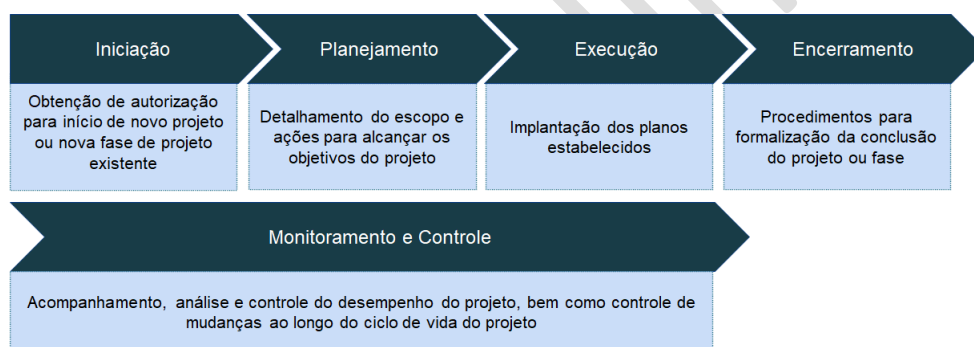 Iniciação
Planejamento
Execução
Encerramento
Obtenção de autorização
para início de novo projeto
ou nova fase de projeto
existente
Detalhamento do escopo e
ações para alcançar os
objetivos do projeto
Implantação dos planos
estabelecidos
Procedimentos para
formalização da conclusão
do projeto ou fase
Monitoramento e Controle
Acompanhamento, análise e controle do desempenho do projeto, bem como controle de
mudanças ao longo do ciclo de vida do projeto